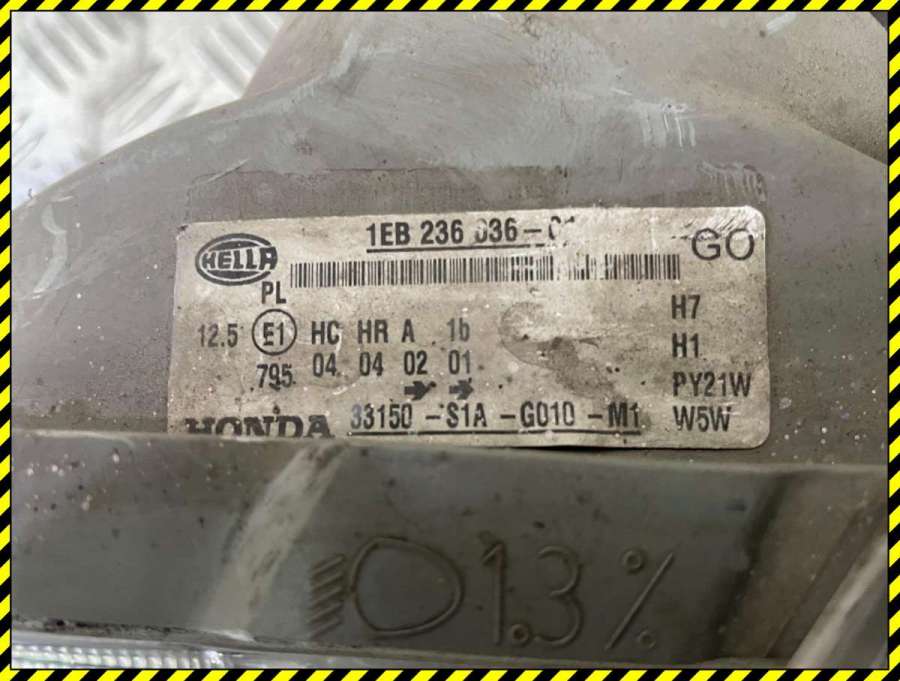 1EB 236 036-01
GO
HELLA
PL
H7
12.5 E1 HC HR A 1b
H1
795 04 04 02 01
PY21W
HONDA 33150-S1A-G010-M1 W5W
1.3 %